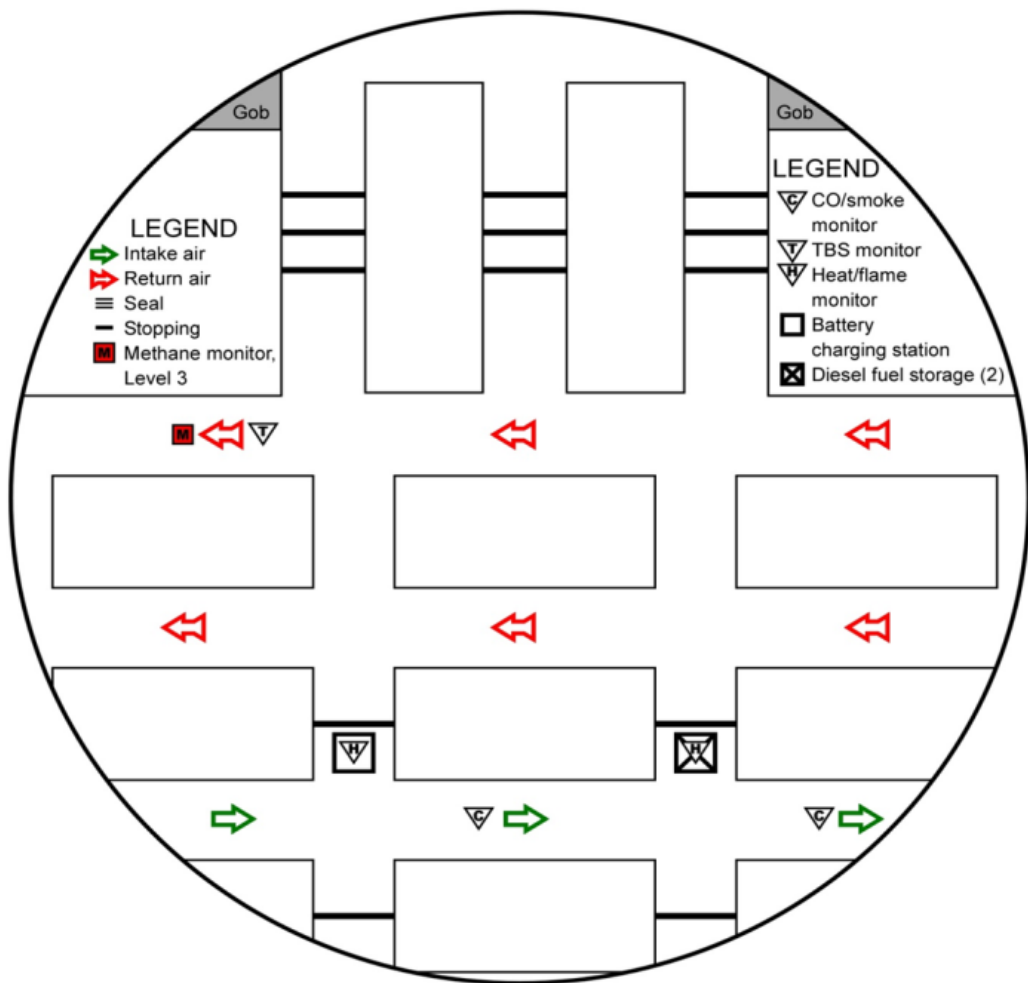 Gob
Gob
LEGEND
Intake air
Return air
Seal
Stopping
M Methane monitor,
Level 3
LEGEND
C CO/smoke
monitor
T TBS monitor
H Heat/flame
monitor
Battery
charging station
Diesel fuel storage (2)
M T
H H
C C